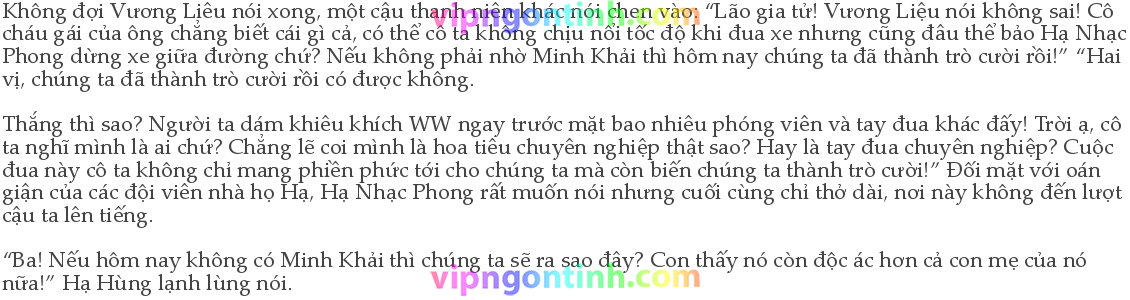 Không đợi Vương Liêu nói xong, một cậu thanh niên khác nói chen vào: “Lão gia tử! Vương Liệu nói không sai! Cô
cháu gái của ông chẳng biết cái gì cả, có thể cô ta không chịu nổi tốc độ khi đua xe nhưng cũng đâu thể bảo Hạ Nhạc
Phong dừng xe giữa đường chứ? Nếu không phải nhờ Minh Khải thì hôm nay chúng ta đã thành trò cười rồi!” “Hai
vị, chúng ta đã thành trò cười rồi có được không.
Thắng thì sao? Người ta dám khiêu khích WW ngay trước mặt bao nhiêu phóng viên và tay đua khác đấy! Trời ạ, cô
ta nghĩ mình là ai chứ? Chẳng lẽ coi mình là hoa tiêu chuyên nghiệp thật sao? Hay là tay đua chuyên nghiệp? Cuộc
đua này cô ta không chỉ mang phiền phức tới cho chúng ta mà còn biến chúng ta thành trò cười!” Đối mặt với oán
giận của các đội viên nhà họ Hạ, Hạ Nhạc Phong rất muốn nói nhưng cuối cùng chỉ thở dài, nơi này không đến lượt
cậu ta lên tiếng.
“Ba! Nếu hôm nay không có Minh Khải thì chúng ta sẽ ra sao đây? Con thấy nó còn độc ác hơn cả con mẹ của nó
nữa!” Hạ Hùng lạnh lùng nói.
vipngontinh.com
vipngontinh.com